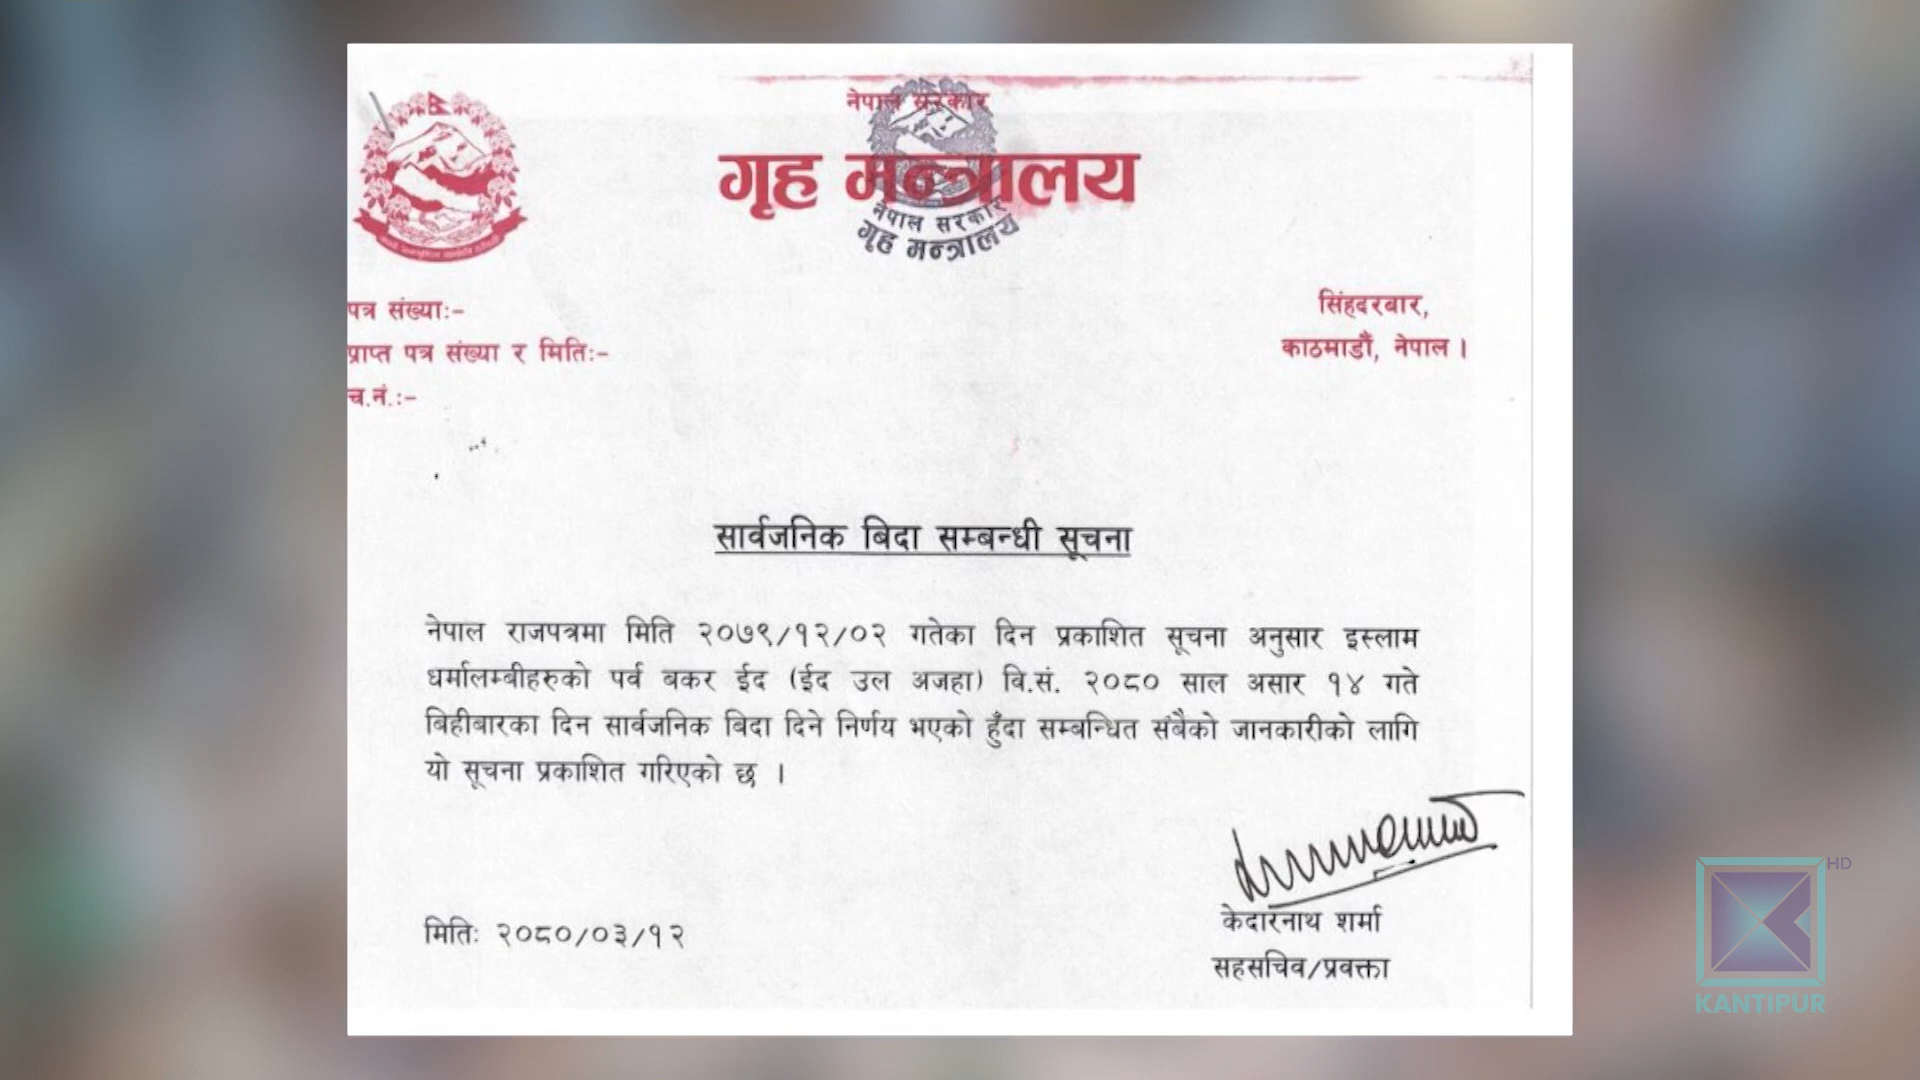 नेपाल सरकार
गृह मन्त्रालय
नेपाल सरकार
गृह मन्त्रालय
पत्र संख्याः-
प्राप्त पत्र संख्या र मितिः-
च.नं.:-
सिंहदरबार,
काठमाडौं, नेपाल ।
सार्वजनिक बिदा सम्बन्धी सूचना
नेपाल राजपत्रमा मिति २०७९/१२/०२ गतेका दिन प्रकाशित सूचना अनुसार इस्लाम
धर्मालम्बीहरुको पर्व बकर ईद (ईद उल अजहा) वि.सं. २०८० साल असार १४ गते
बिहीबारका दिन सार्वजनिक बिदा दिने निर्णय भएको हुँदा सम्बन्धित संबैको जानकारीको लागि
यो सूचना प्रकाशित गरिएको छ ।
केदारनाथ शर्मा
सहसचिव/प्रवक्ता
मितिः २०८०/०३/१२
HD
KANTIPUR